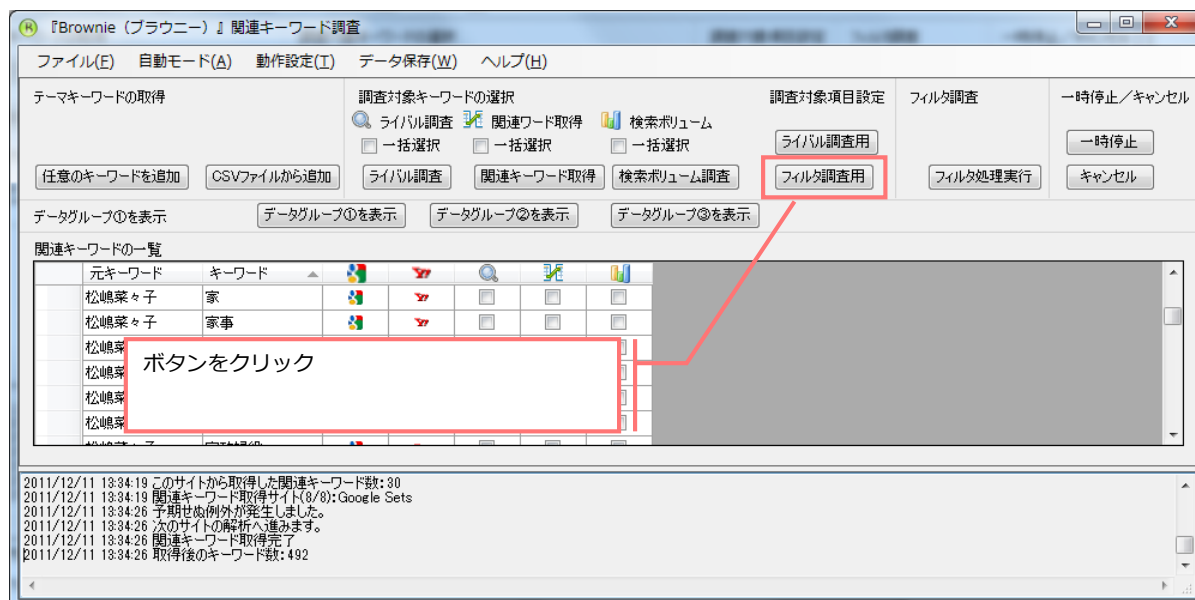 『Brownie（ブラウニー）』関連キーワード調査
ファイル(F) 自動モード(A) 動作設定(T) データ保存(W) ヘルプ(H)
テーマキーワードの取得 調査対象キーワードの選択 調査対象項目設定 フィルタ調査 一時停止／キャンセル
ライバル調査 関連ワード取得 検索ボリューム
一括選択 一括選択 一括選択 ライバル調査用 一時停止
任意のキーワードを追加 CSVファイルから追加 ライバル調査 関連キーワード取得 検索ボリューム調査 フィルタ調査用 フィルタ処理実行 キャンセル
データグループ①を表示 データグループ①を表示 データグループ②を表示 データグループ③を表示
関連キーワードの一覧
元キーワード キーワード
松嶋菜々子 家
松嶋菜々子 家事
松嶋菜
松嶋菜
松嶋菜
松嶋菜
ボタンをクリック
2011/12/11 13:34:19 このサイトから取得した関連キーワード数:30
2011/12/11 13:34:19 関連キーワード取得サイト(8/8):Google Sets
2011/12/11 13:34:26 予期せぬ例外が発生しました。
2011/12/11 13:34:26 次のサイトの解析へ進みます。
2011/12/11 13:34:26 関連キーワード取得完了
2011/12/11 13:34:26 取得後のキーワード数:492